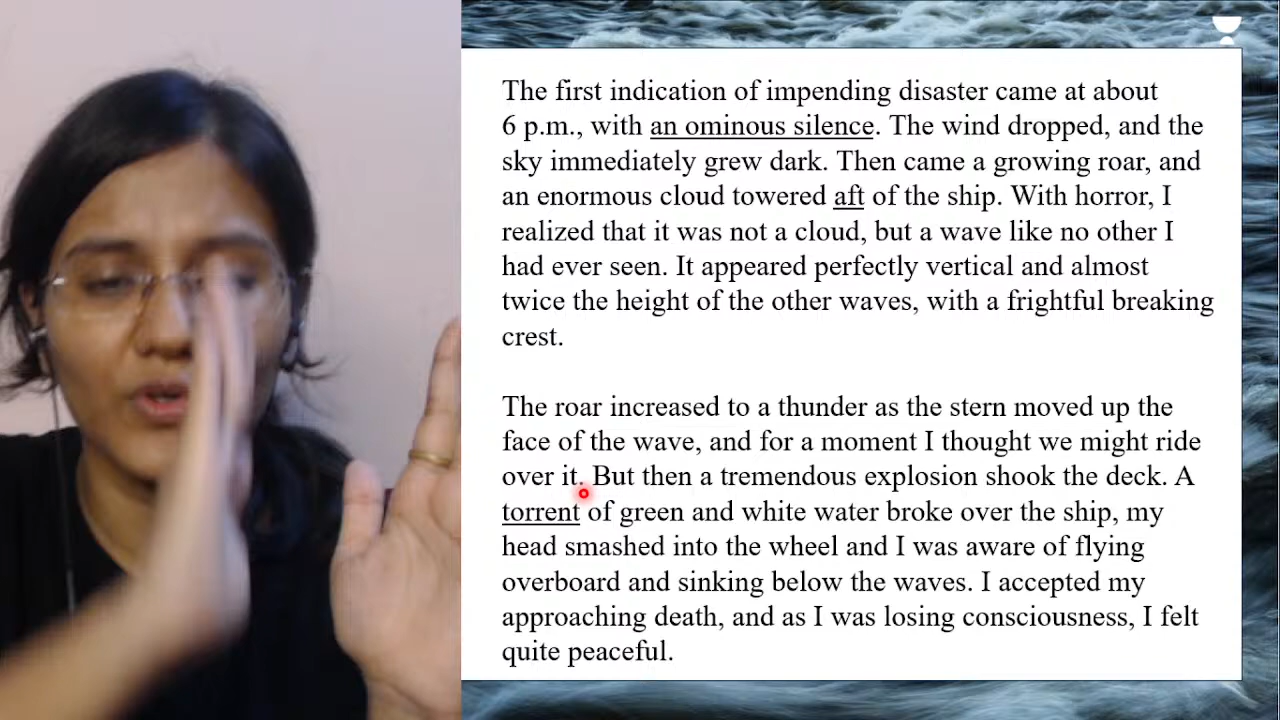 The first indication of impending disaster came at about
6 p.m., with an ominous silence. The wind dropped, and the
sky immediately grew dark. Then came a growing roar, and
an enormous cloud towered aft of the ship. With horror, I
realized that it was not a cloud, but a wave like no other I
had ever seen. It appeared perfectly vertical and almost
twice the height of the other waves, with a frightful breaking
crest.
The roar increased to a thunder as the stern moved up the
face of the wave, and for a moment I thought we might ride
over it. But then a tremendous explosion shook the deck. A
torrent of green and white water broke over the ship, my
head smashed into the wheel and I was aware of flying
overboard and sinking below the waves. I accepted my
approaching death, and as I was losing consciousness, I felt
quite peaceful.